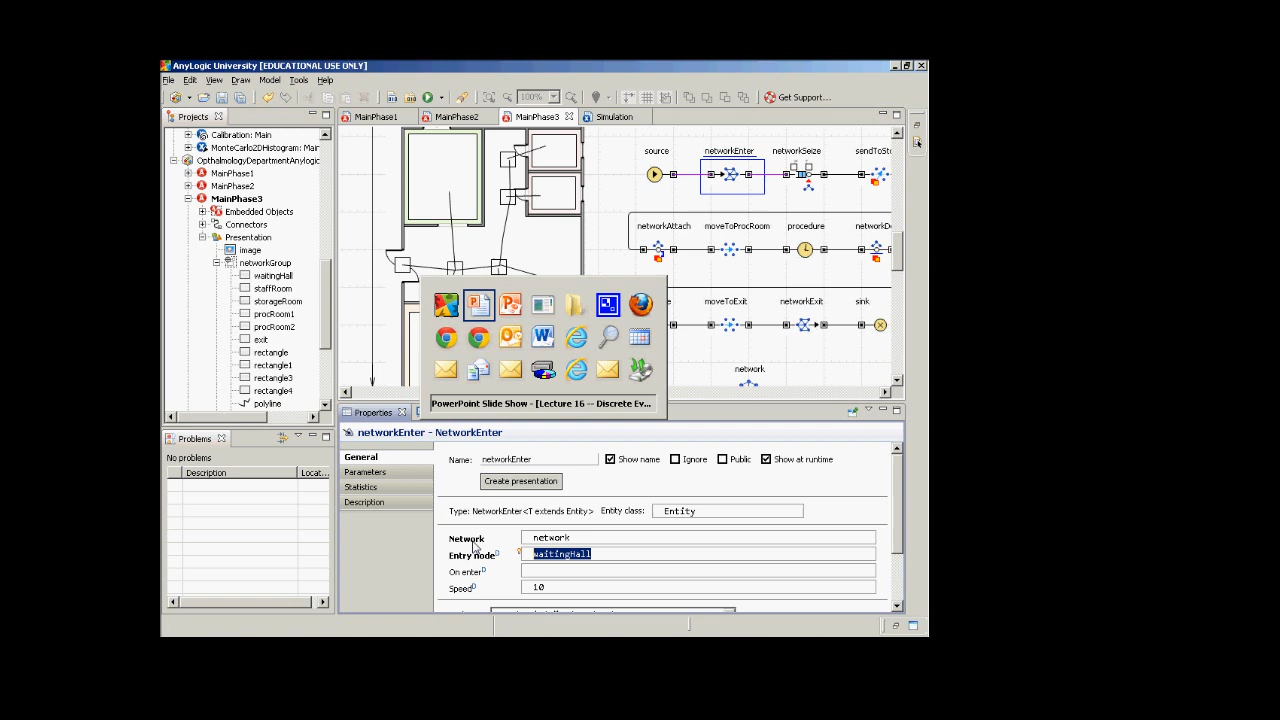 AnyLogic University [EDUCATIONAL USE ONLY]
File Edit View Draw Model Tools Help
100% Get Support...
Projects
MainPhase1 MainPhase2 MainPhase3 Simulation
Calibration: Main
MonteCarlo2DHistogram: Main
OpthalmologyDepartmentAnylogic
MainPhase1
MainPhase2
MainPhase3
Embedded Objects
Connectors
Presentation
image
networkGroup
waitingHall
staffRoom
storageRoom
procRoom1
procRoom2
exit
rectangle
rectangle1
rectangle3
rectangle4
polyline
source networkEnter networkSeize sendToSto
networkAttach moveToProcRoom procedure networkDe
e moveToExit networkExit sink
network
PowerPoint Slide Show - [Lecture 16 -- Discrete Ev...
Problems
No problems
Description Locat...
Properties
networkEnter - NetworkEnter
General
Parameters
Statistics
Description
Name: networkEnter Show name Ignore Public Show at runtime
Create presentation
Type: NetworkEnter<T extends Entity> Entity class: Entity
Network network
Entry node waitingHall
On enter
Speed 10